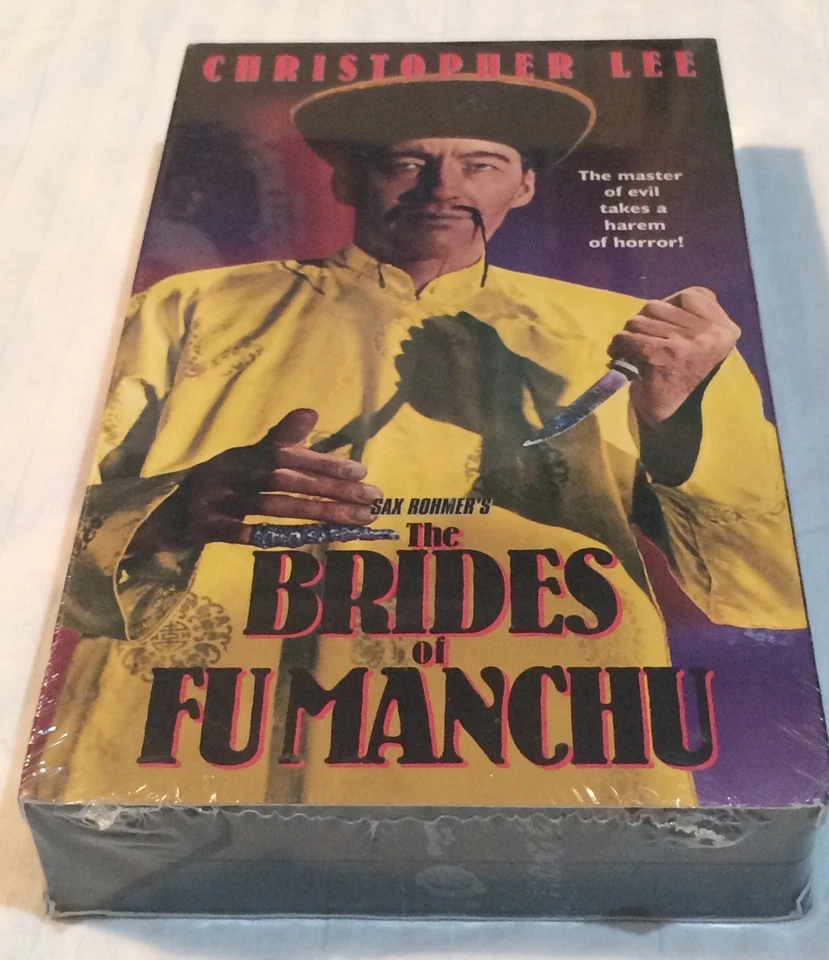 CHRISTOPHER LEE
The master
of evil
takes a
harem
of horror!
SAX ROHMER'S
The
BRIDES
of
FU MANCHU